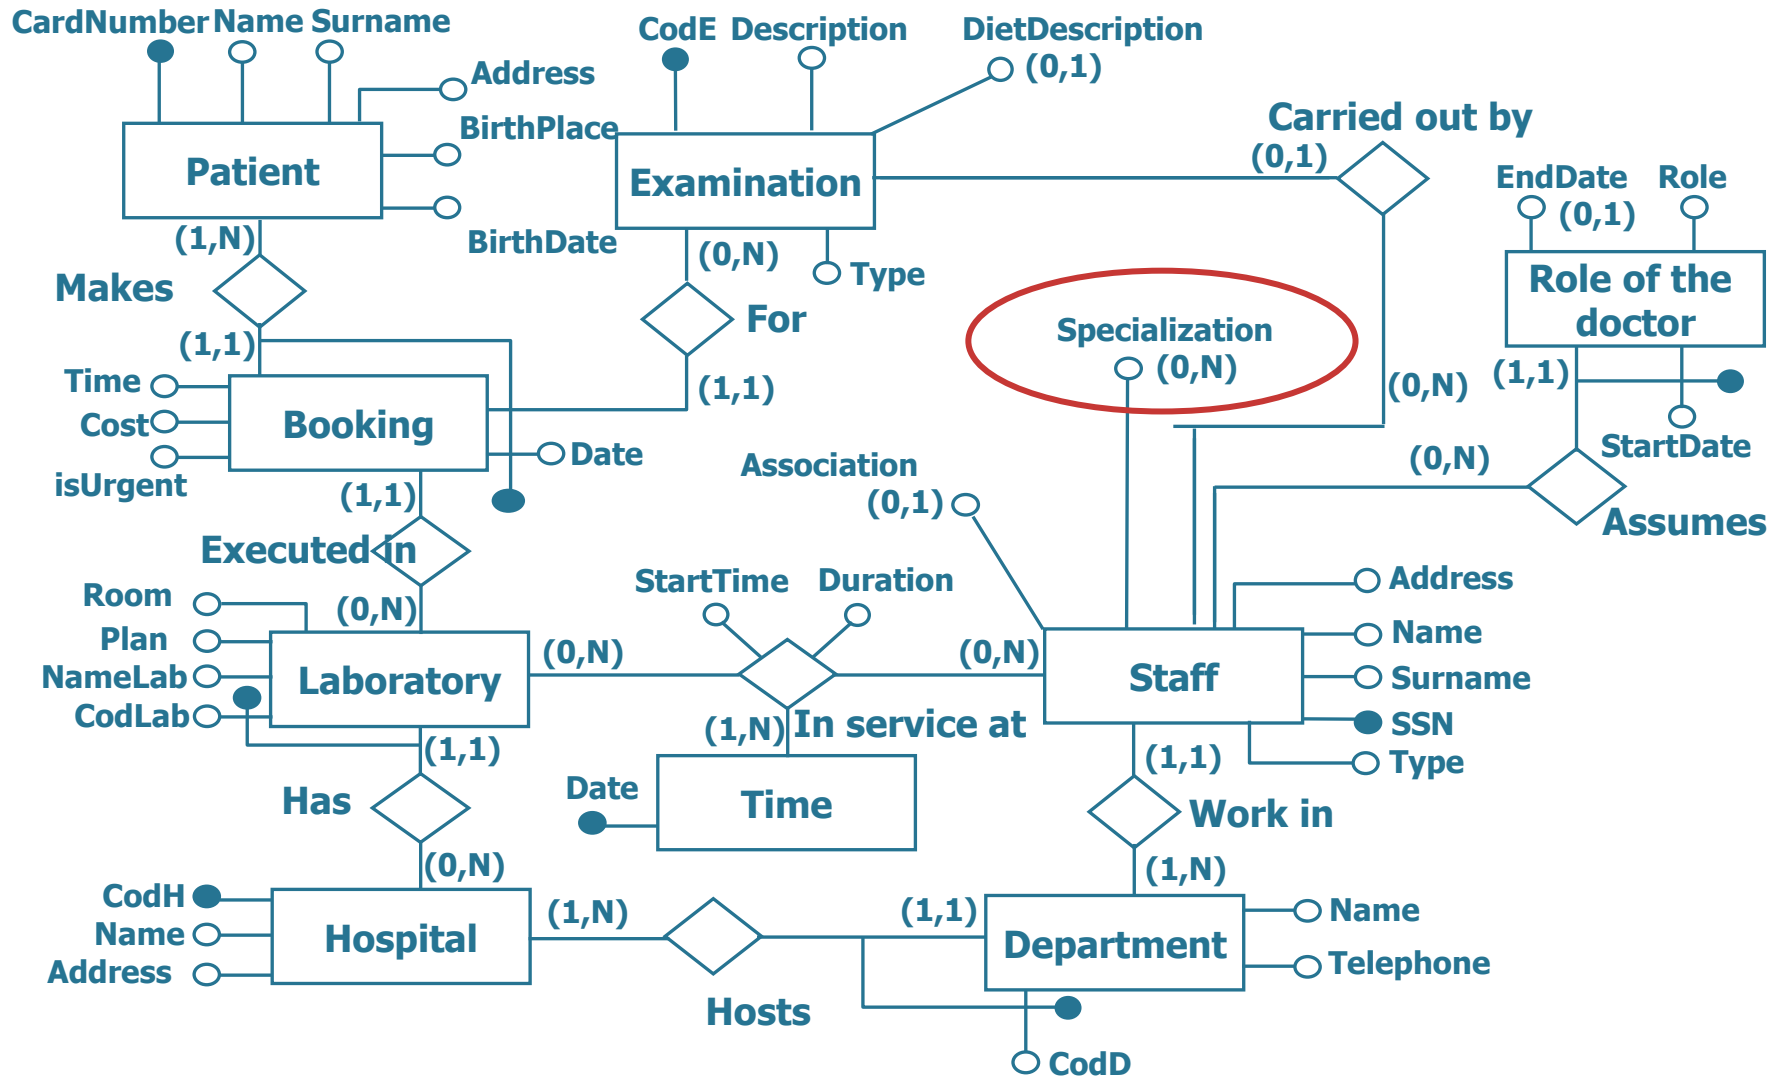 CardNumber Name Surname
Address
BirthPlace
BirthDate
Patient
(1,N)
Makes
(1,1)
CodE Description DietDescription
(0,1)
Examination
(0,N)
Type
For
(1,1)
Carried out by
(0,1)
(0,N)
EndDate Role
(0,1)
Role of the
doctor
(1,1)
StartDate
(0,N)
Assumes
Specialization
(0,N)
Time
Cost
isUrgent
Booking
Date
(1,1)
Executed in
(0,N)
Association
(0,1)
Room
Plan
NameLab
CodLab
Laboratory
(0,N)
StartTime Duration
(0,N)
In service at
(1,N)
Date
Time
Staff
Address
Name
Surname
SSN
Type
(1,1)
Has
(0,N)
(1,1)
Work in
(1,N)
CodH
Name
Address
Hospital
(1,N)
Hosts
(1,1)
Department
Name
Telephone
CodD